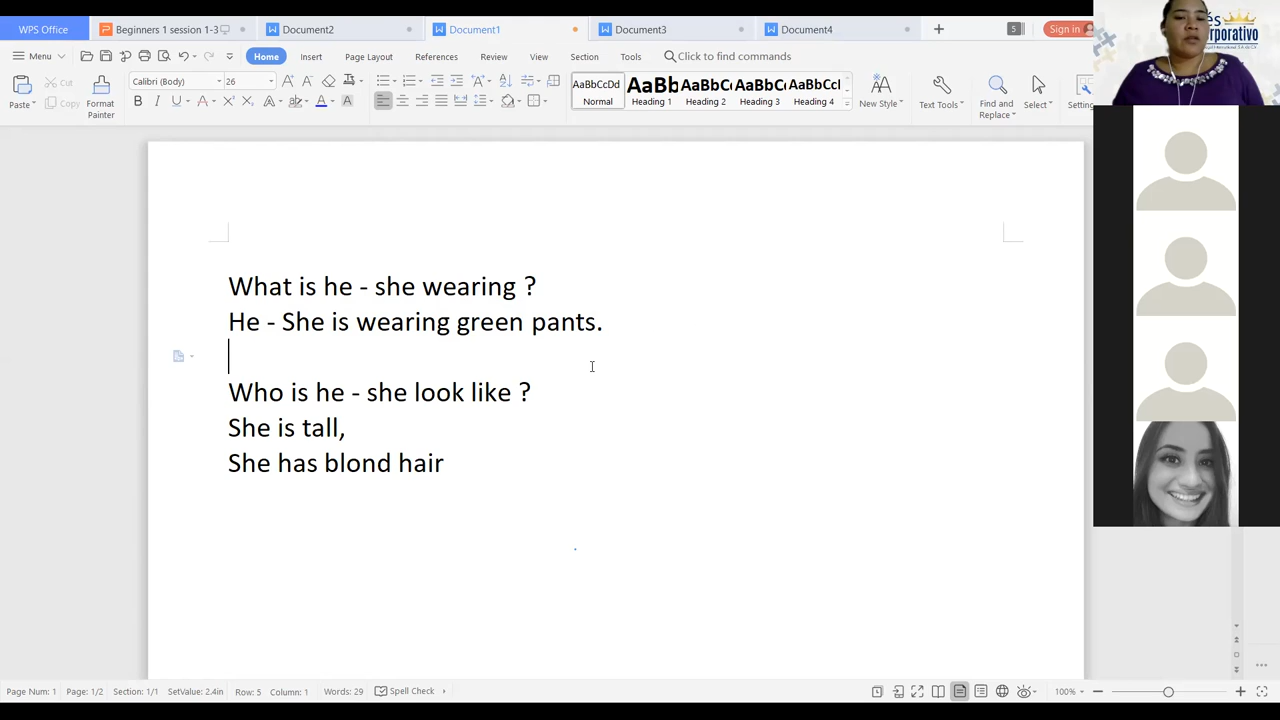 WPS Office
Beginners 1 session 1-3
Document2
Document1
Document3
Document4
5
Sign in
Menu
Home
Insert
Page Layout
References
Review
Section
Tools
Click to find commands
Paste
Cut
Copy
Format
Painter
Calibri (Body)
26
AaBbCcDd
Normal
AaBb
Heading 1
AaBbC
Heading 2
AaBbC
Heading 3
AaBbCcl
Heading 4
New Style
Text Tools
Find and
Replace
Select
Setting
What is he - she wearing ?
He - She is wearing green pants.
Who is he - she look like ?
She is tall,
She has blond hair
Page Num: 1
Page: 1/2
Section: 1/1
SetValue: 2.4in
Row: 5
Column: 1
Words: 29
Spell Check
100%